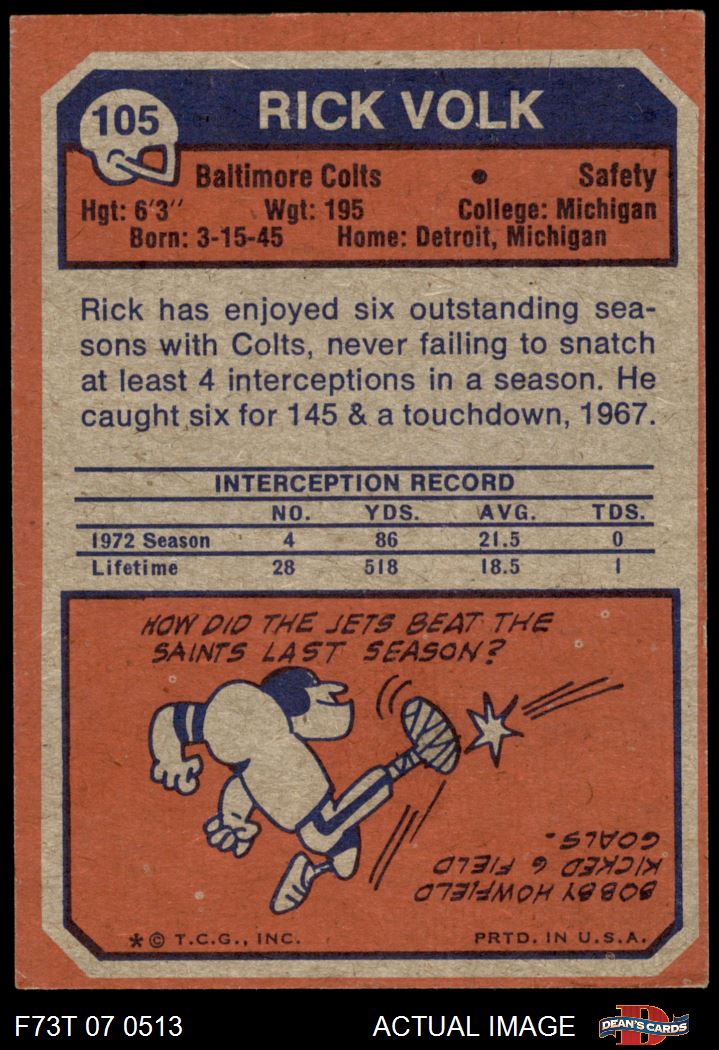 105
RICK VOLK
Baltimore Colts • Safety
Hgt: 6'3'' Wgt: 195 College: Michigan
Born: 3-15-45 Home: Detroit, Michigan
Rick has enjoyed six outstanding sea-
sons with Colts, never failing to snatch
at least 4 interceptions in a season. He
caught six for 145 & a touchdown, 1967.
INTERCEPTION RECORD
NO. YDS. AVG. TDS.
1972 Season 4 86 21.5 0
Lifetime 28 518 18.5 1
HOW DID THE JETS BEAT THE
SAINTS LAST SEASON?
BOBBY HOWFIELD
KICKED 6 FIELD
GOALS.
* © T.C.G., INC. PRTD. IN U.S.A.
F73T 07 0513 ACTUAL IMAGE
D
DEAN'S CARDS